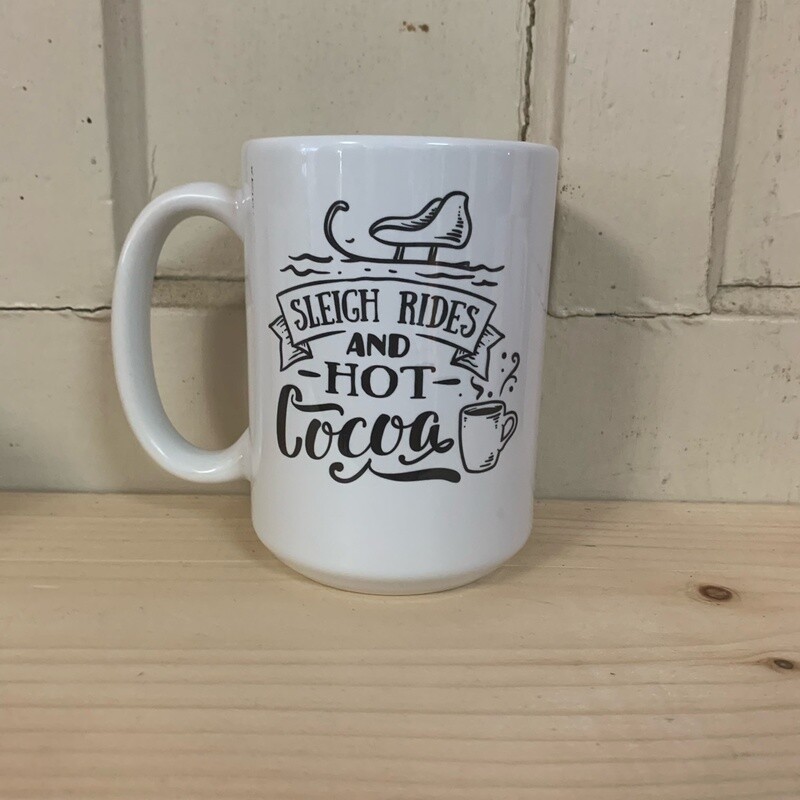 SLEIGH RIDES
AND
-HOT-
Cocoa